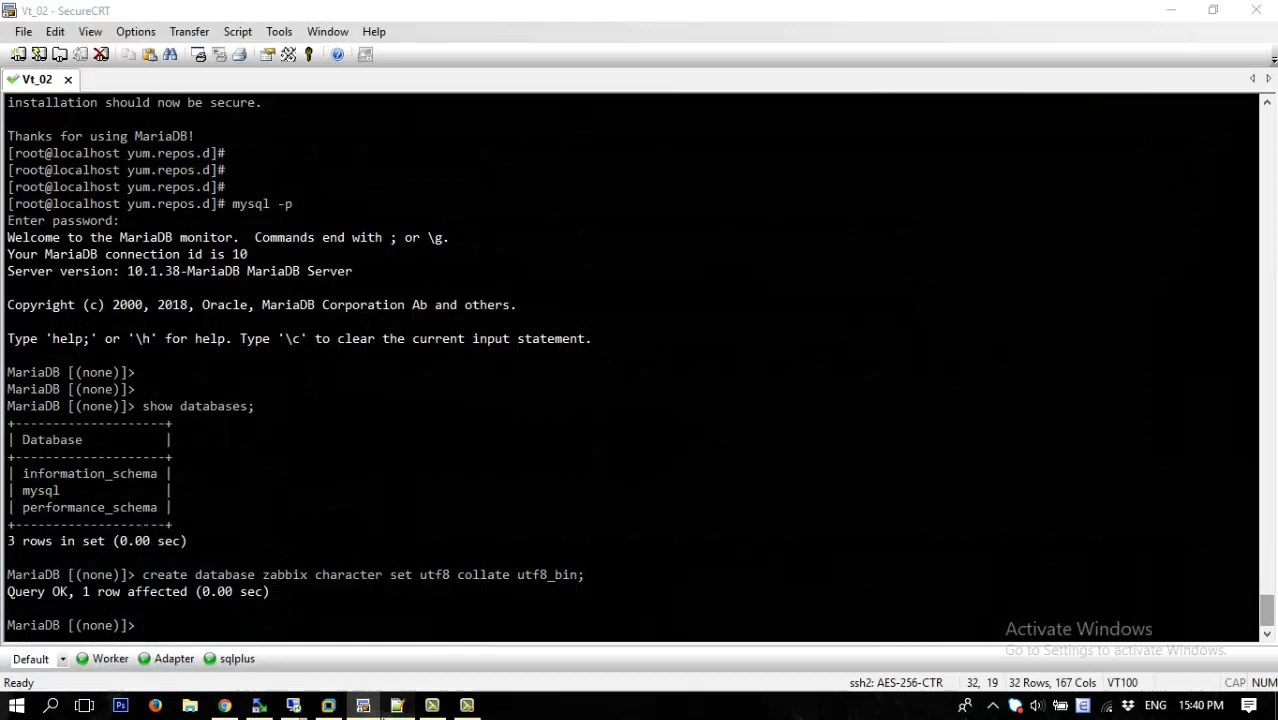 Vt_02 - SecureCRT
File Edit View Options Transfer Script Tools Window Help
Vt_02
installation should now be secure.
Thanks for using MariaDB!
[root@localhost yum.repos.d]#
[root@localhost yum.repos.d]#
[root@localhost yum.repos.d]#
[root@localhost yum.repos.d]# mysql -p
Enter password:
Welcome to the MariaDB monitor.  Commands end with ; or \g.
Your MariaDB connection id is 10
Server version: 10.1.38-MariaDB MariaDB Server
Copyright (c) 2000, 2018, Oracle, MariaDB Corporation Ab and others.
Type 'help;' or '\h' for help. Type '\c' to clear the current input statement.
MariaDB [(none)]>
MariaDB [(none)]>
MariaDB [(none)]> show databases;
+--------------------+
| Database           |
+--------------------+
| information_schema |
| mysql              |
| performance_schema |
+--------------------+
3 rows in set (0.00 sec)
MariaDB [(none)]> create database zabbix character set utf8 collate utf8_bin;
Query OK, 1 row affected (0.00 sec)
MariaDB [(none)]>
Activate Windows
Go to Settings to activate Windows.
Default Worker Adapter sqlplus
Ready ssh2: AES-256-CTR 32, 19 32 Rows, 167 Cols VT100 CAP NUM
Ps ENG 15:40 PM